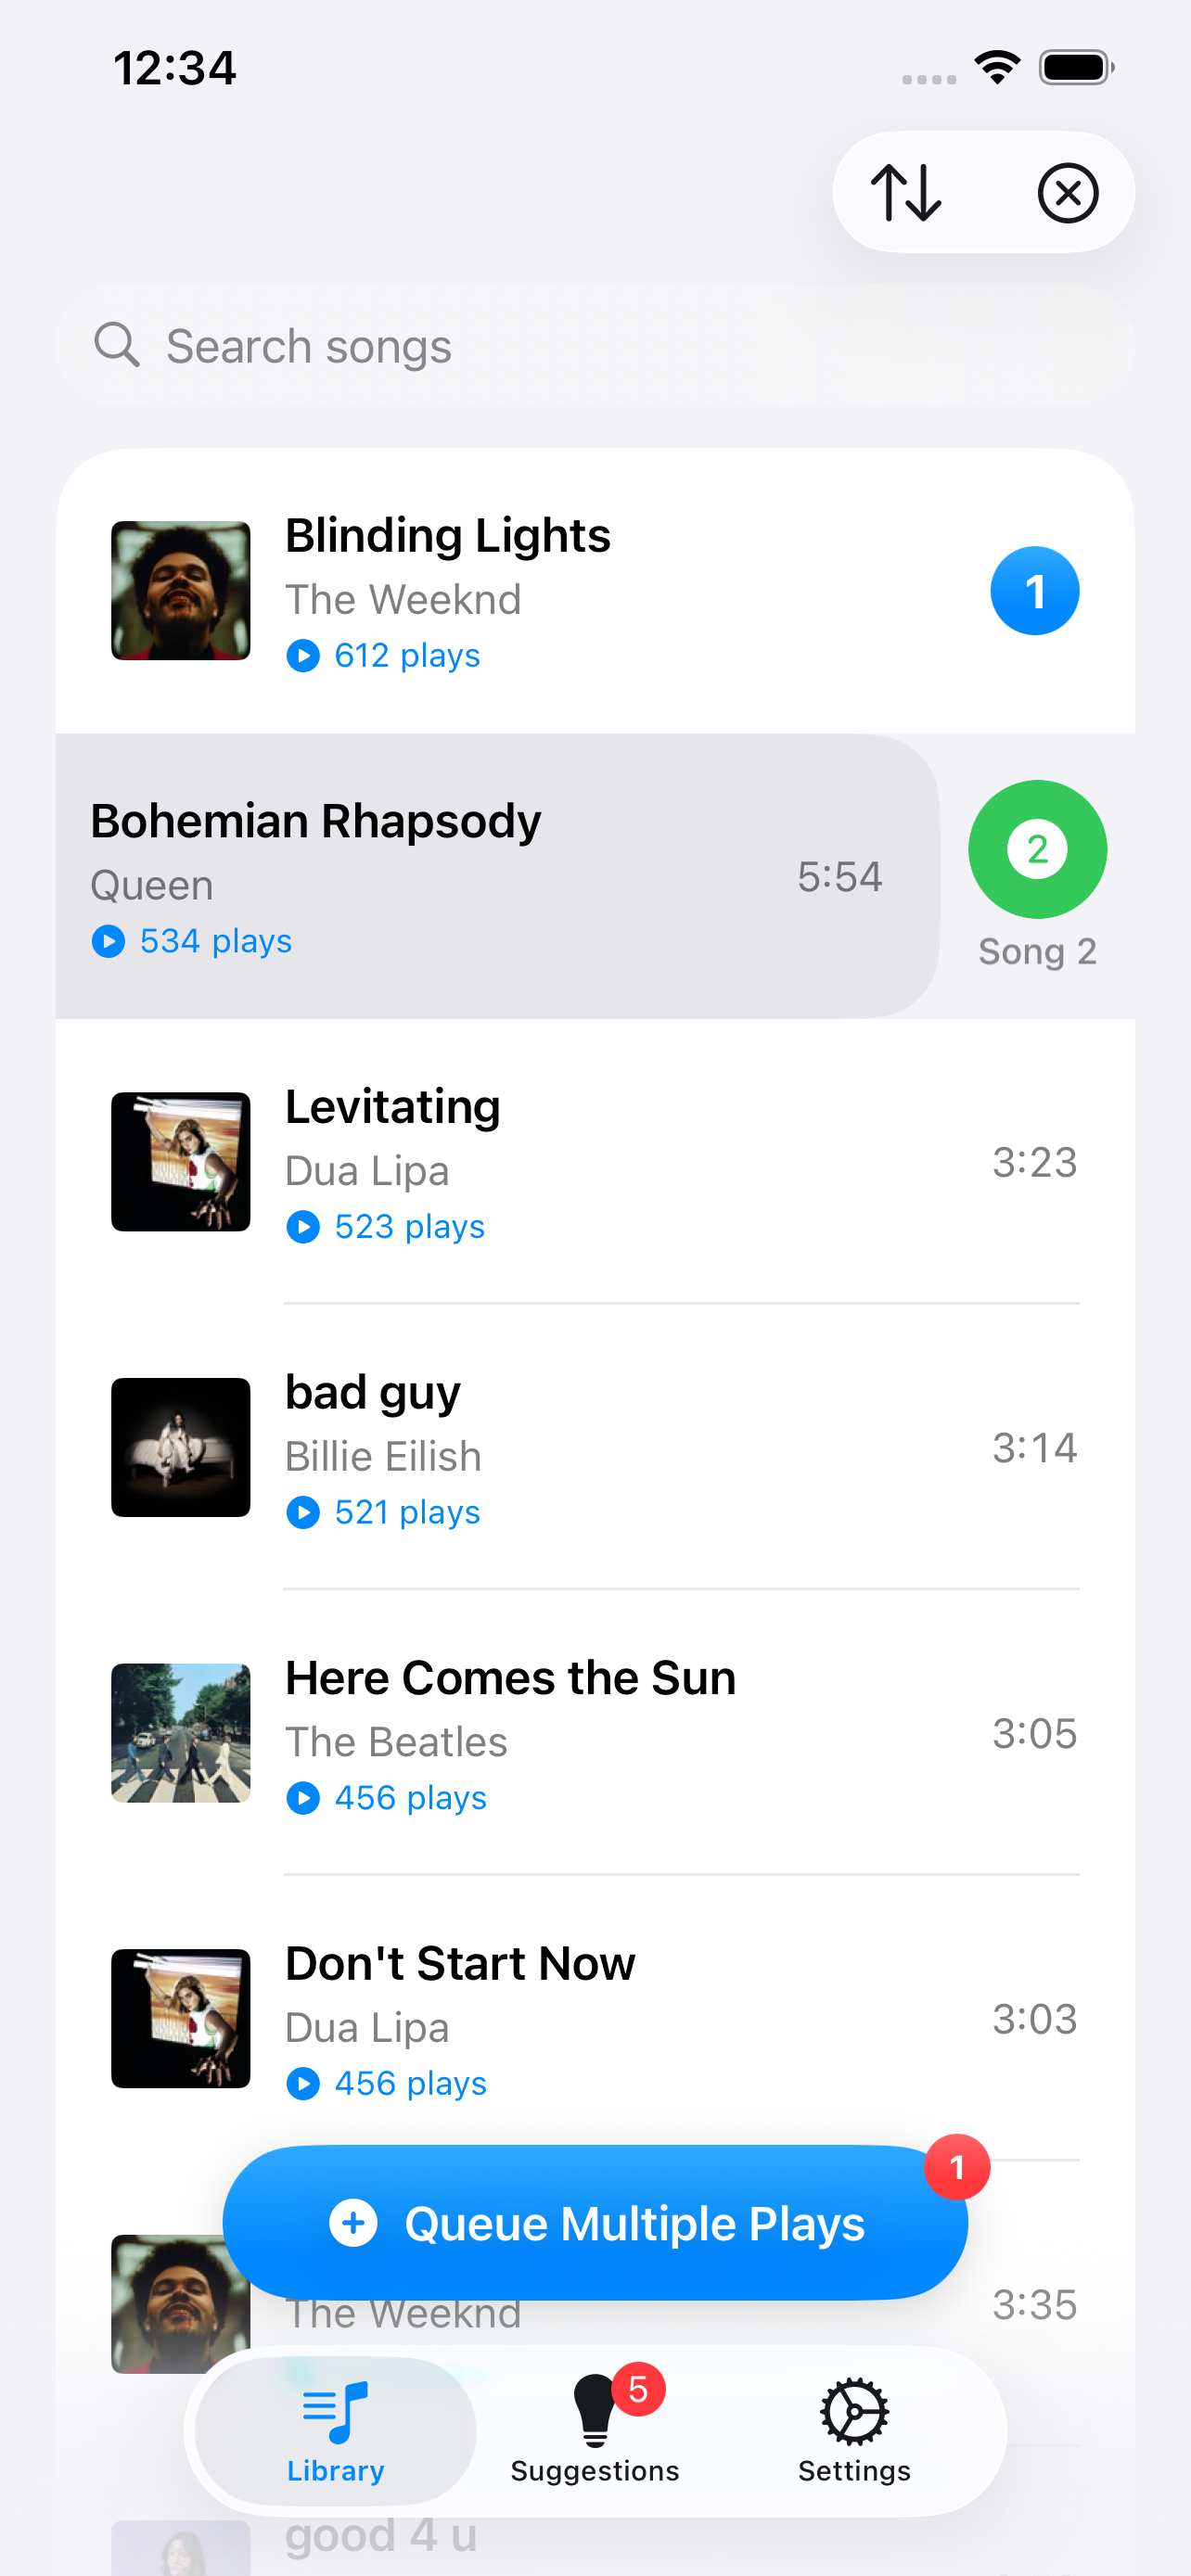 12:34
Search songs
Blinding Lights
The Weeknd
612 plays
1
Bohemian Rhapsody
Queen
534 plays
5:54
2
Song 2
Levitating
Dua Lipa
523 plays
3:23
bad guy
Billie Eilish
521 plays
3:14
Here Comes the Sun
The Beatles
456 plays
3:05
Don't Start Now
Dua Lipa
456 plays
3:03
1
Queue Multiple Plays
The Weeknd
3:35
5
Library
Suggestions
Settings
good 4 u